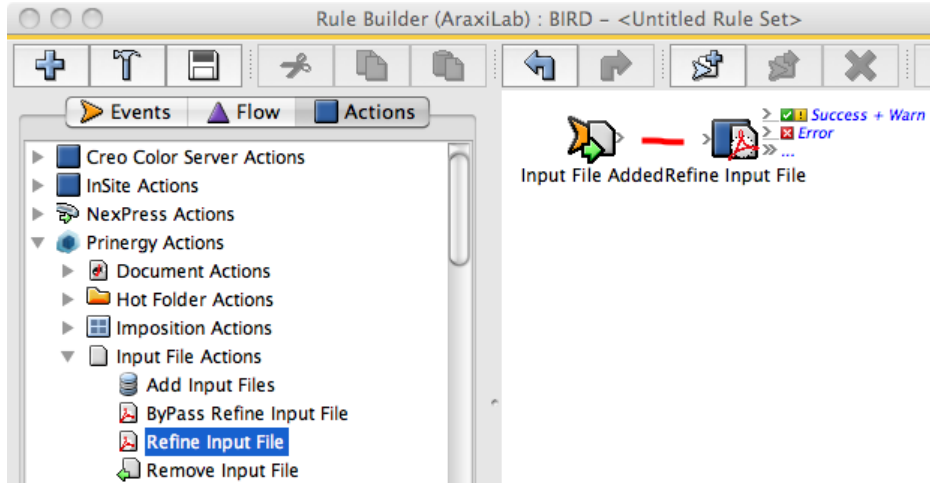 Rule Builder (AraxiLab) : BIRD – <Untitled Rule Set>
Events Flow Actions
Creo Color Server Actions
InSite Actions
NexPress Actions
Prinergy Actions
Document Actions
Hot Folder Actions
Imposition Actions
Input File Actions
Add Input Files
ByPass Refine Input File
Refine Input File
Remove Input File
Success + Warn
Error
...
Input File Added
Refine Input File